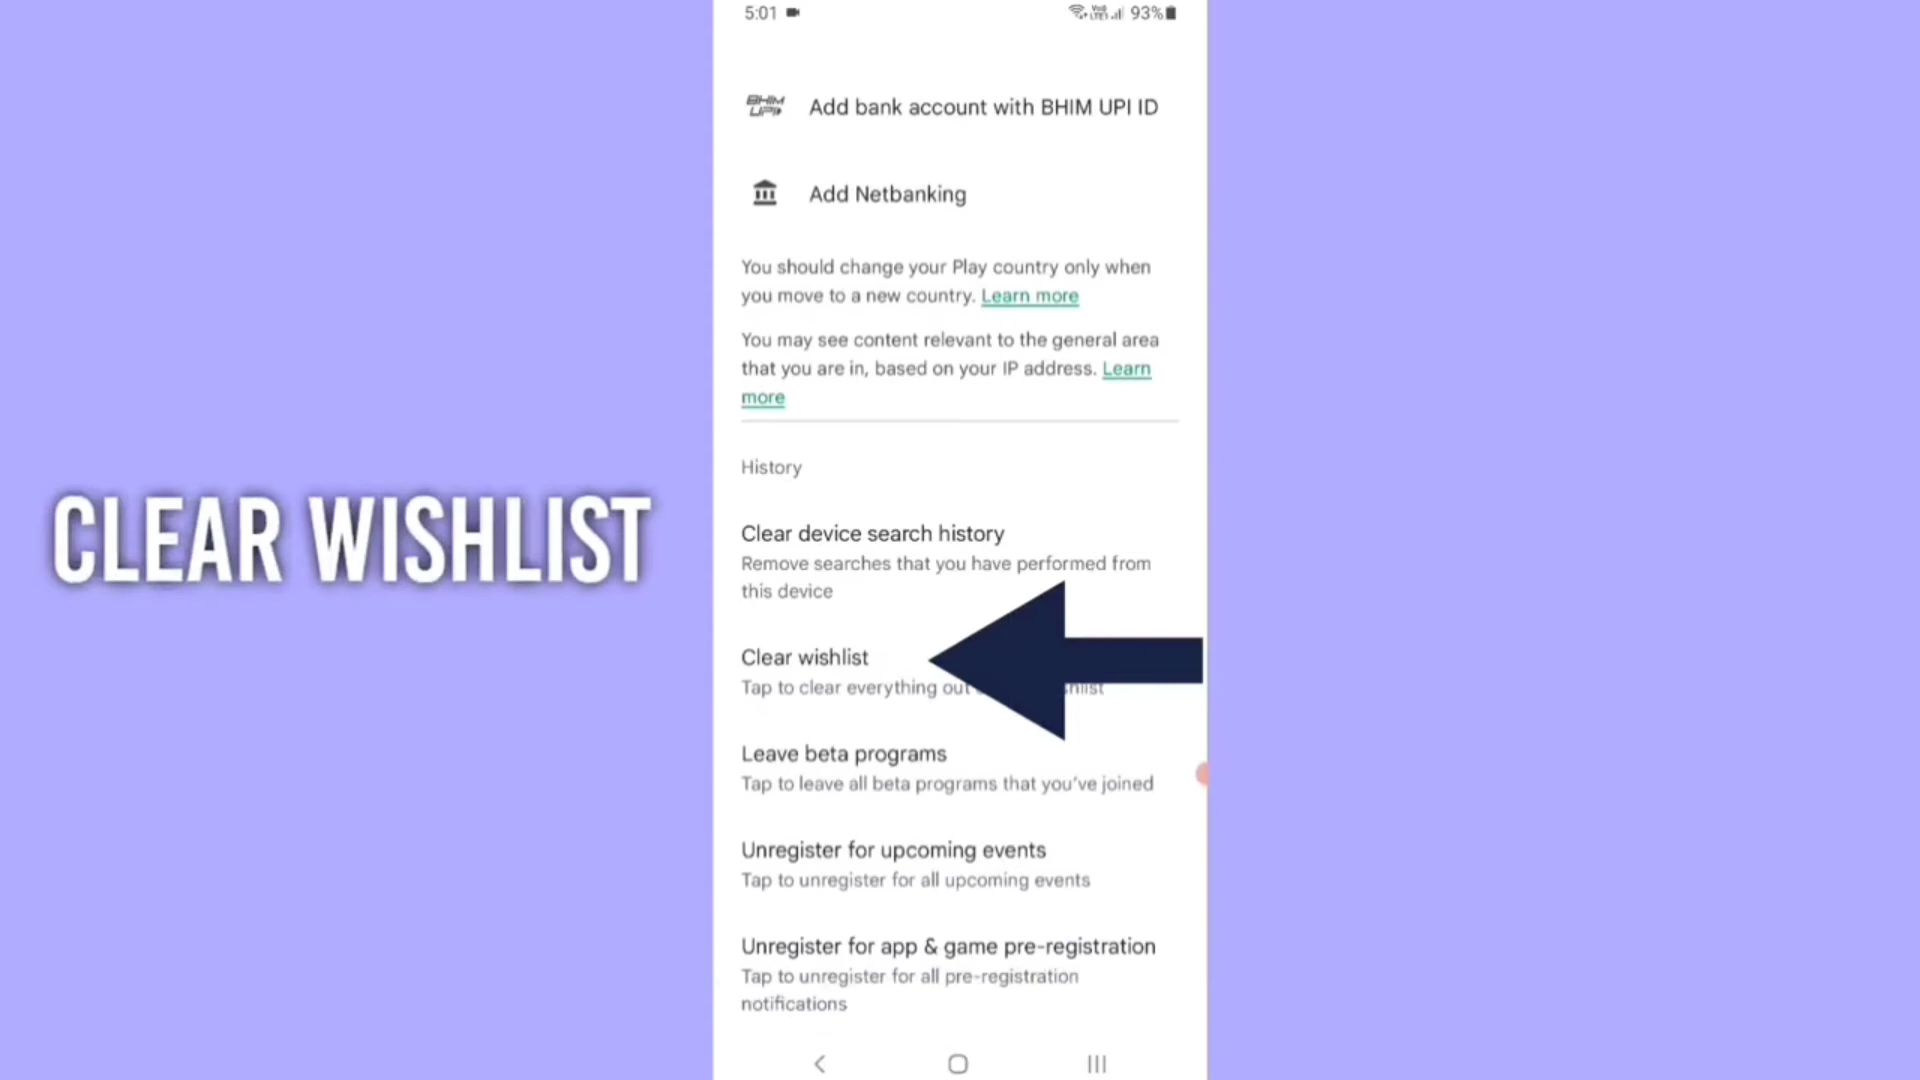 5:01
VoD LTE1 93%
BHIM UPI Add bank account with BHIM UPI ID
Add Netbanking
You should change your Play country only when
you move to a new country. Learn more
You may see content relevant to the general area
that you are in, based on your IP address. Learn
more
History
CLEAR WISHLIST
Clear device search history
Remove searches that you have performed from
this device
Clear wishlist
Tap to clear everything out
Leave beta programs
Tap to leave all beta programs that you've joined
Unregister for upcoming events
Tap to unregister for all upcoming events
Unregister for app & game pre-registration
Tap to unregister for all pre-registration
notifications